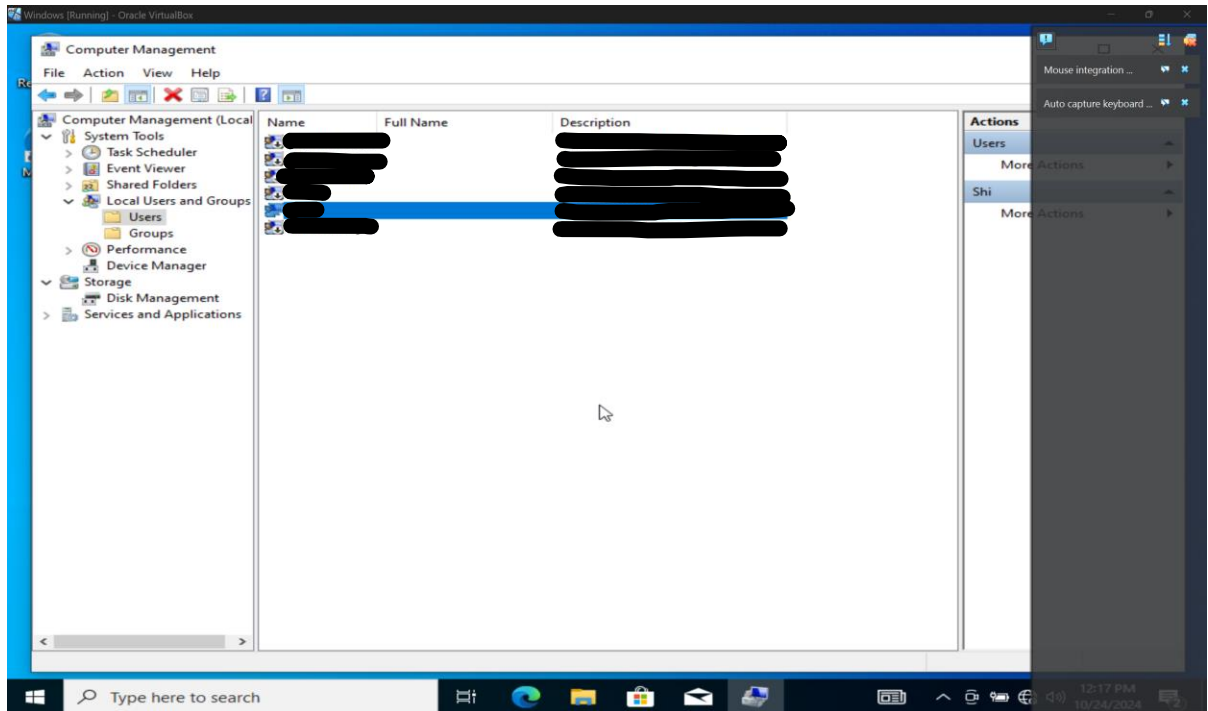 Windows [Running] - Oracle VirtualBox
Computer Management
File Action View Help
Mouse integration ...
Auto capture keyboard ...
Computer Management (Local
System Tools
Task Scheduler
Event Viewer
Shared Folders
Local Users and Groups
Users
Groups
Performance
Device Manager
Storage
Disk Management
Services and Applications
Name Full Name Description
Actions
Users
More Actions
Shi
More Actions
Type here to search
12:17 PM
10/24/2024